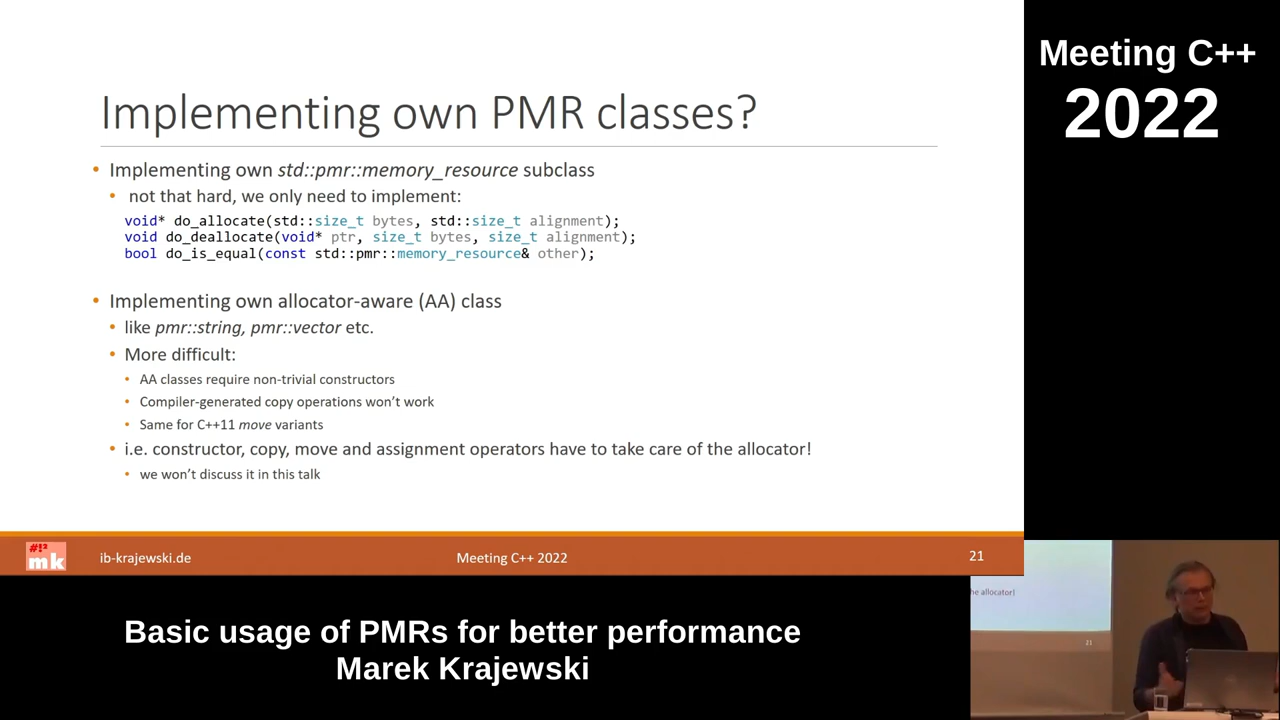 Implementing own PMR classes?
• Implementing own std::pmr::memory_resource subclass
• not that hard, we only need to implement:
void* do_allocate(std::size_t bytes, std::size_t alignment);
void do_deallocate(void* ptr, size_t bytes, size_t alignment);
bool do_is_equal(const std::pmr::memory_resource& other);
• Implementing own allocator-aware (AA) class
• like pmr::string, pmr::vector etc.
• More difficult:
• AA classes require non-trivial constructors
• Compiler-generated copy operations won't work
• Same for C++11 move variants
• i.e. constructor, copy, move and assignment operators have to take care of the allocator!
• we won't discuss it in this talk
#!²
mk
ib-krajewski.de
Meeting C++ 2022
21
Meeting C++
2022
he allocator!
21
Basic usage of PMRs for better performance
Marek Krajewski